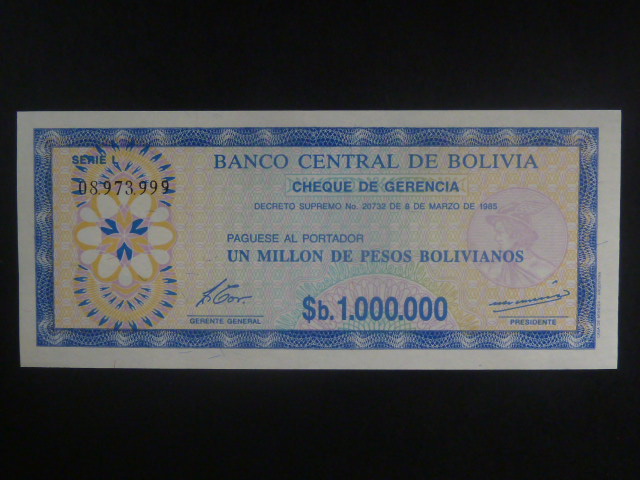 SERIE L
08973999
BANCO CENTRAL DE BOLIVIA
CHEQUE DE GERENCIA
DECRETO SUPREMO No. 20732 DE 8 DE MARZO DE 1985
PAGUESE AL PORTADOR
UN MILLON DE PESOS BOLIVIANOS
$b. 1.000.000
GERENTE GENERAL
PRESIDENTE